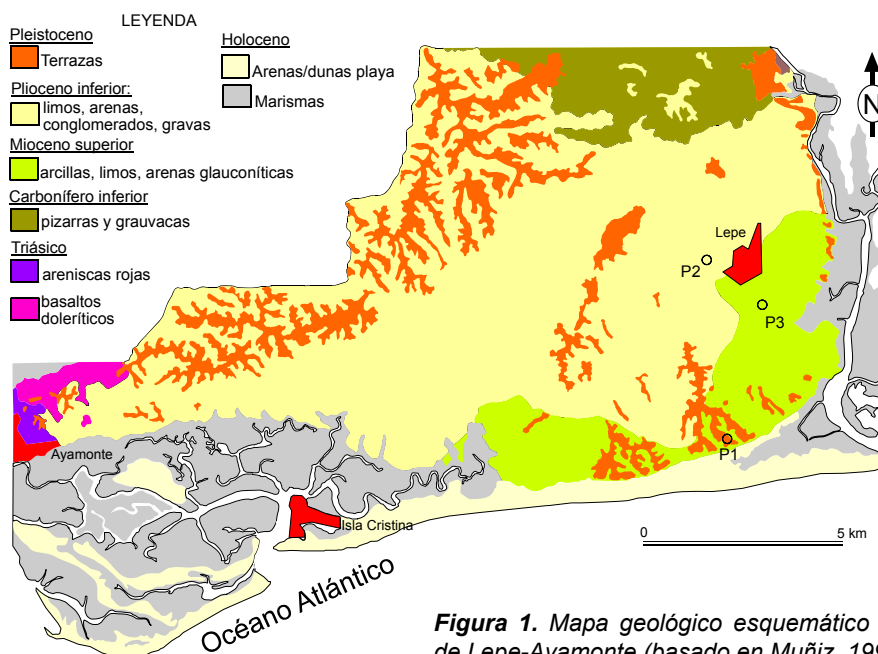 LEYENDA
Pleistoceno
Terrazas
Plioceno inferior:
limos, arenas,
conglomerados, gravas
Mioceno superior
arcillas, limos, arenas glauconíticas
Carbonífero inferior
pizarras y grauvacas
Triásico
areniscas rojas
basaltos
doleríticos
Holoceno
Arenas/dunas playa
Marismas
N
Lepe
P2
P3
P1
Ayamonte
Isla Cristina
0 5 km
Océano Atlántico
Figura 1. Mapa geológico esquemático
de Lepe-Ayamonte (basado en Muñiz, 199